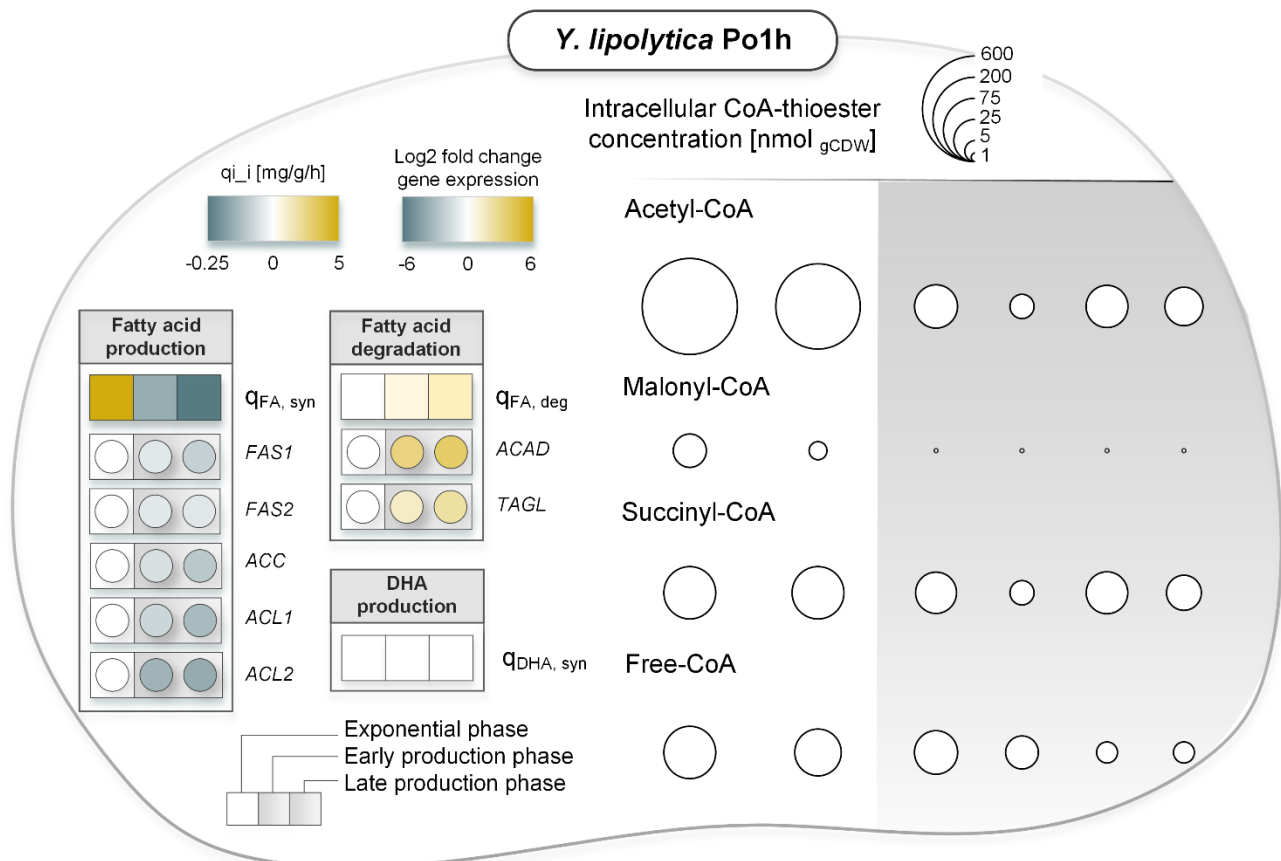 Y. lipolytica Po1h
600
200
75
25
5
1
Intracellular CoA-thioester
concentration [nmol gCDW]
qi_i [mg/g/h]
-0.25 0 5
Log2 fold change
gene expression
-6 0 6
Fatty acid
production
qFA, syn
FAS1
FAS2
ACC
ACL1
ACL2
Fatty acid
degradation
qFA, deg
ACAD
TAGL
DHA
production
qDHA, syn
Exponential phase
Early production phase
Late production phase
Acetyl-CoA
Malonyl-CoA
Succinyl-CoA
Free-CoA